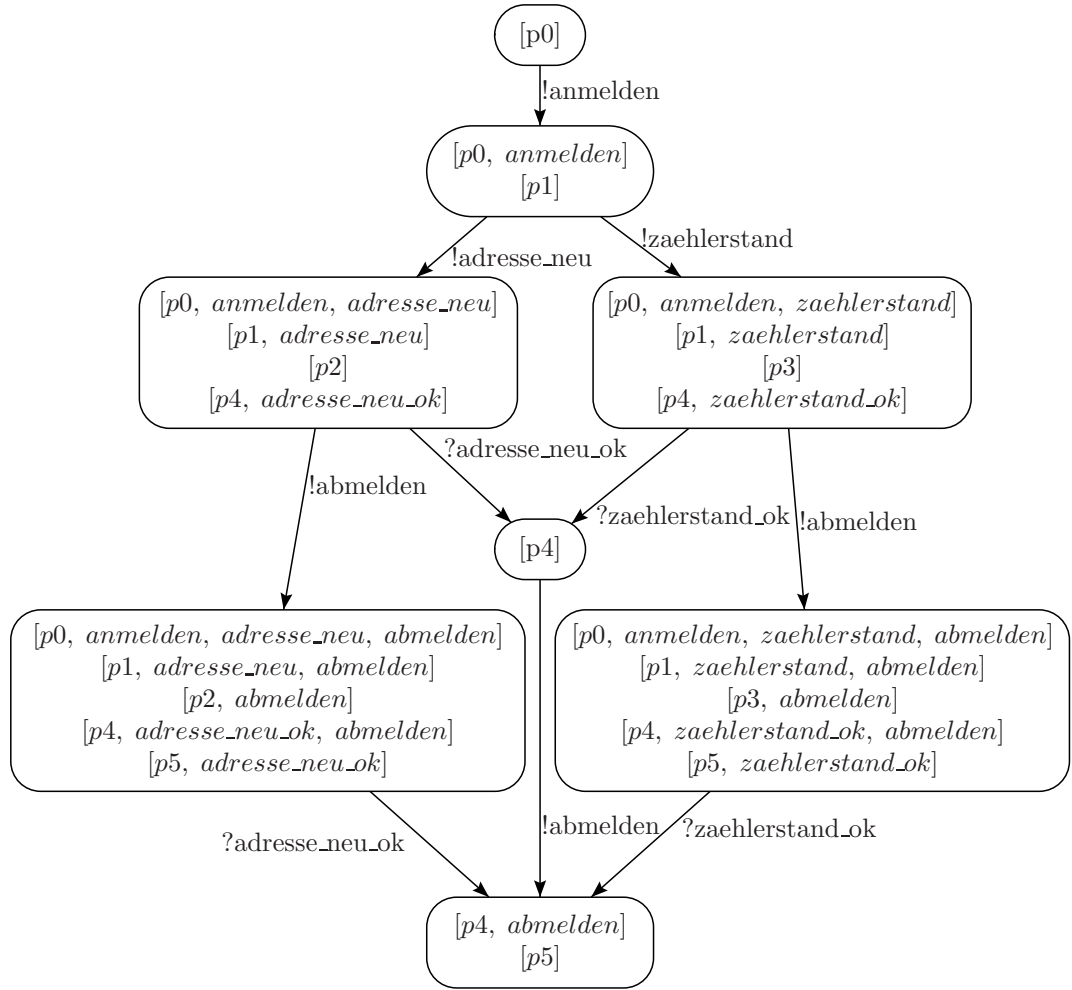 [p0]
!anmelden
[p0, anmelden]
[p1]
!adresse_neu
!zaehlerstand
[p0, anmelden, adresse_neu]
[p1, adresse_neu]
[p2]
[p4, adresse_neu_ok]
[p0, anmelden, zaehlerstand]
[p1, zaehlerstand]
[p3]
[p4, zaehlerstand_ok]
!abmelden
?adresse_neu_ok
?zaehlerstand_ok
!abmelden
[p4]
[p0, anmelden, adresse_neu, abmelden]
[p1, adresse_neu, abmelden]
[p2, abmelden]
[p4, adresse_neu_ok, abmelden]
[p5, adresse_neu_ok]
[p0, anmelden, zaehlerstand, abmelden]
[p1, zaehlerstand, abmelden]
[p3, abmelden]
[p4, zaehlerstand_ok, abmelden]
[p5, zaehlerstand_ok]
?adresse_neu_ok
!abmelden
?zaehlerstand_ok
[p4, abmelden]
[p5]